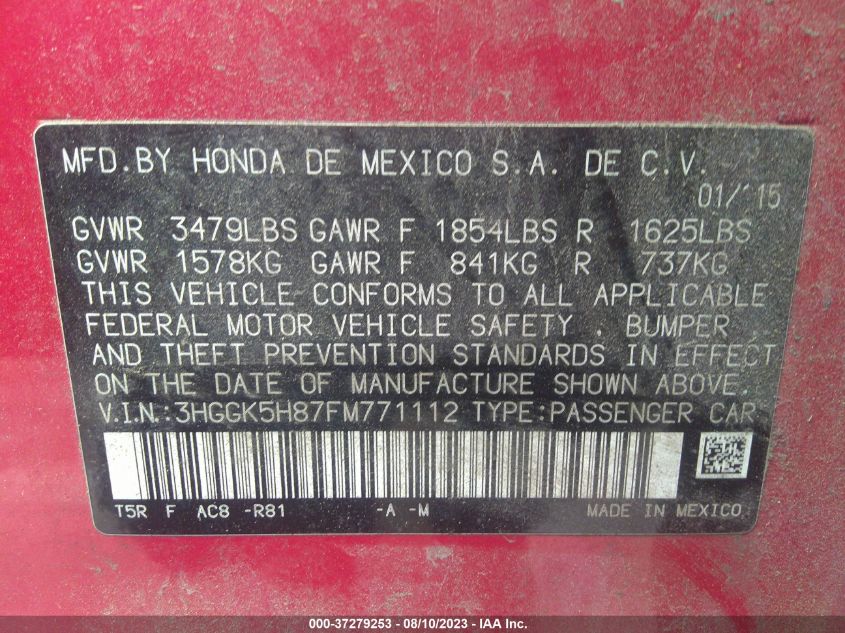 MFD.BY HONDA DE MEXICO S.A. DE C.V.
01/'15
GVWR 3479LBS GAWR F 1854LBS R 1625LBS
GVWR 1578KG GAWR F 841KG R 737KG
THIS VEHICLE CONFORMS TO ALL APPLICABLE
FEDERAL MOTOR VEHICLE SAFETY , BUMPER
AND THEFT PREVENTION STANDARDS IN EFFECT
ON THE DATE OF MANUFACTURE SHOWN ABOVE.
V.I.N.:3HGGK5H87FM771112 TYPE:PASSENGER CAR
T5R F AC8 -R81 -A -M MADE IN MEXICO
000-37279253 - 08/10/2023 - IAA Inc.